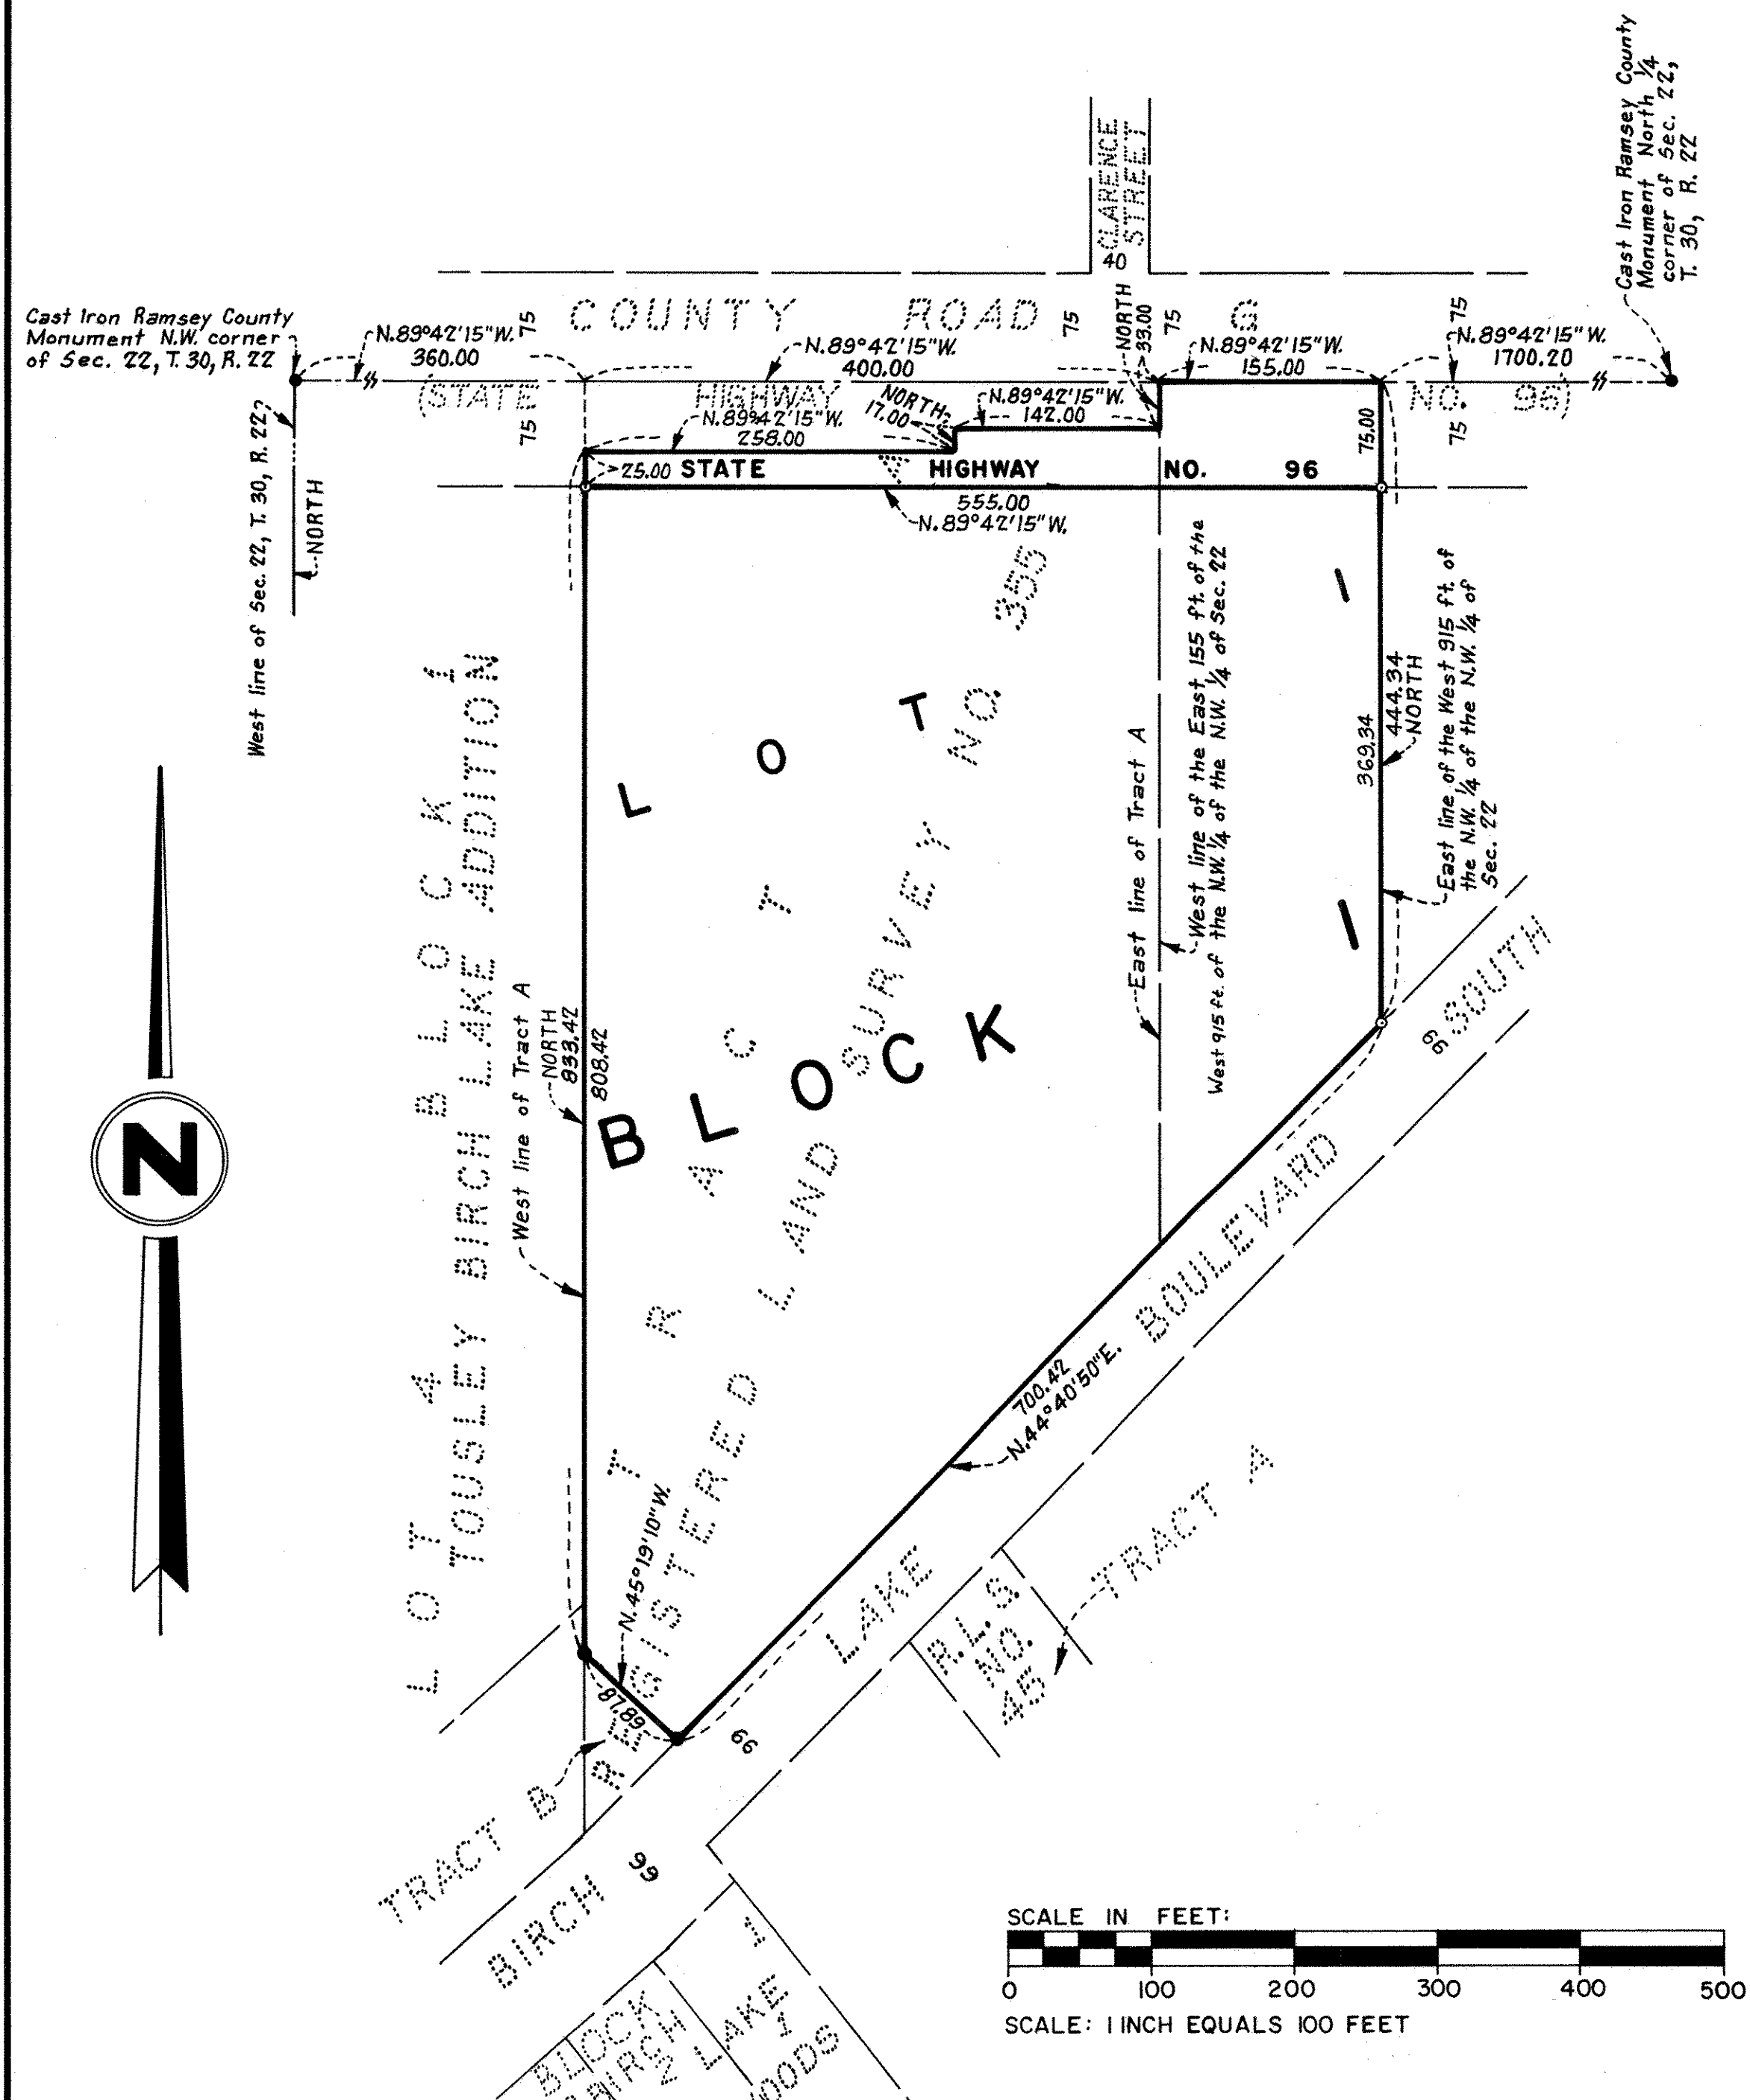 Cast Iron Ramsey County
Monument North 1/4
corner of Sec. 22,
T. 30, R. 22
CLARENCE
STREET
40
COUNTY ROAD G
75
75
75
75
Cast Iron Ramsey County
Monument N.W. corner
of Sec. 22, T. 30, R. 22
N.89°42'15"W.
360.00
N.89°42'15"W.
400.00
NORTH
33.00
N.89°42'15"W.
155.00
N.89°42'15"W.
1700.20
(STATE HIGHWAY NO. 96)
75
75
N.89°42'15"W.
258.00
NORTH
17.00
N.89°42'15"W.
142.00
75.00
25.00
STATE HIGHWAY NO. 96
555.00
N.89°42'15"W.
West line of Sec. 22, T. 30, R. 22
NORTH
LOT 4 BLOCK 1
TOUSLEY BIRCH LAKE ADDITION
West line of Tract A
NORTH
833.42
808.42
LOT 1
BLOCK 1
TRACT A
REGISTERED LAND SURVEY NO. 355
East line of Tract A
West line of the East 155 ft. of the
West 915 ft. of the N.W. 1/4 of the N.W. 1/4 of Sec. 22
369.34
444.34
NORTH
East line of the West 915 ft. of
the N.W. 1/4 of the N.W. 1/4 of
Sec. 22
N
700.42
N.44°40'50"E.
N.45°19'10"W.
87.89
BIRCH LAKE BOULEVARD SOUTH
66
66
66
TRACT B
R.L.S.
NO.
45
TRACT A
1
BLOCK 2
BIRCH LAKE
1
SCALE IN FEET:
0 100 200 300 400 500
SCALE: 1 INCH EQUALS 100 FEET